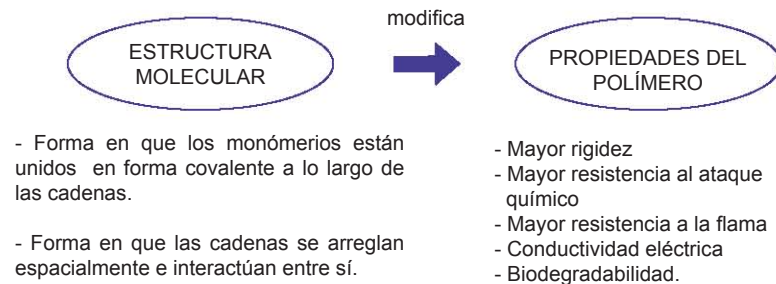 modifica
ESTRUCTURA
MOLECULAR
PROPIEDADES DEL
POLÍMERO
- Forma en que los monómerios están
unidos en forma covalente a lo largo de
las cadenas.
- Forma en que las cadenas se arreglan
espacialmente e interactúan entre sí.
- Mayor rigidez
- Mayor resistencia al ataque
químico
- Mayor resistencia a la flama
- Conductividad eléctrica
- Biodegradabilidad.